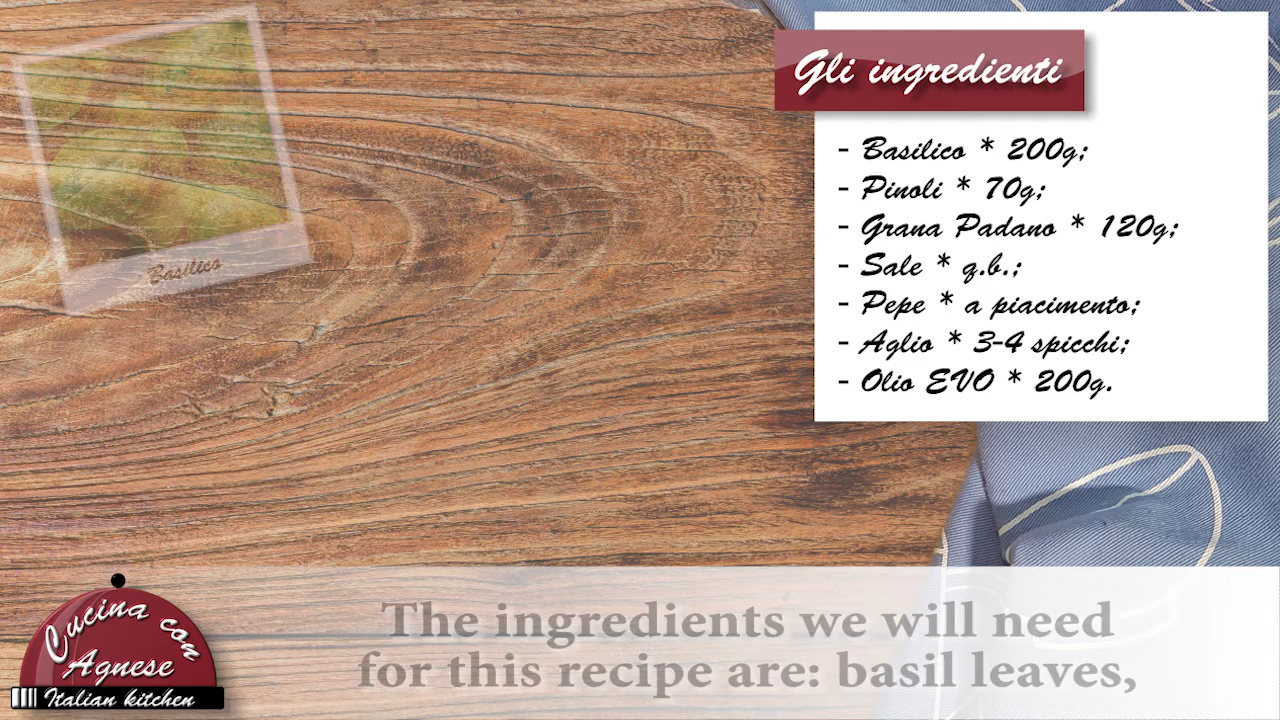 Gli ingredienti
- Basilico * 200g;
- Pinoli * 70g;
- Grana Padano * 120g;
- Sale * q.b.;
- Pepe * a piacimento;
- Aglio * 3-4 spicchi;
- Olio EVO * 200g.
Basilico
The ingredients we will need
for this recipe are: basil leaves,
Cucina con
Agnese
Italian kitchen